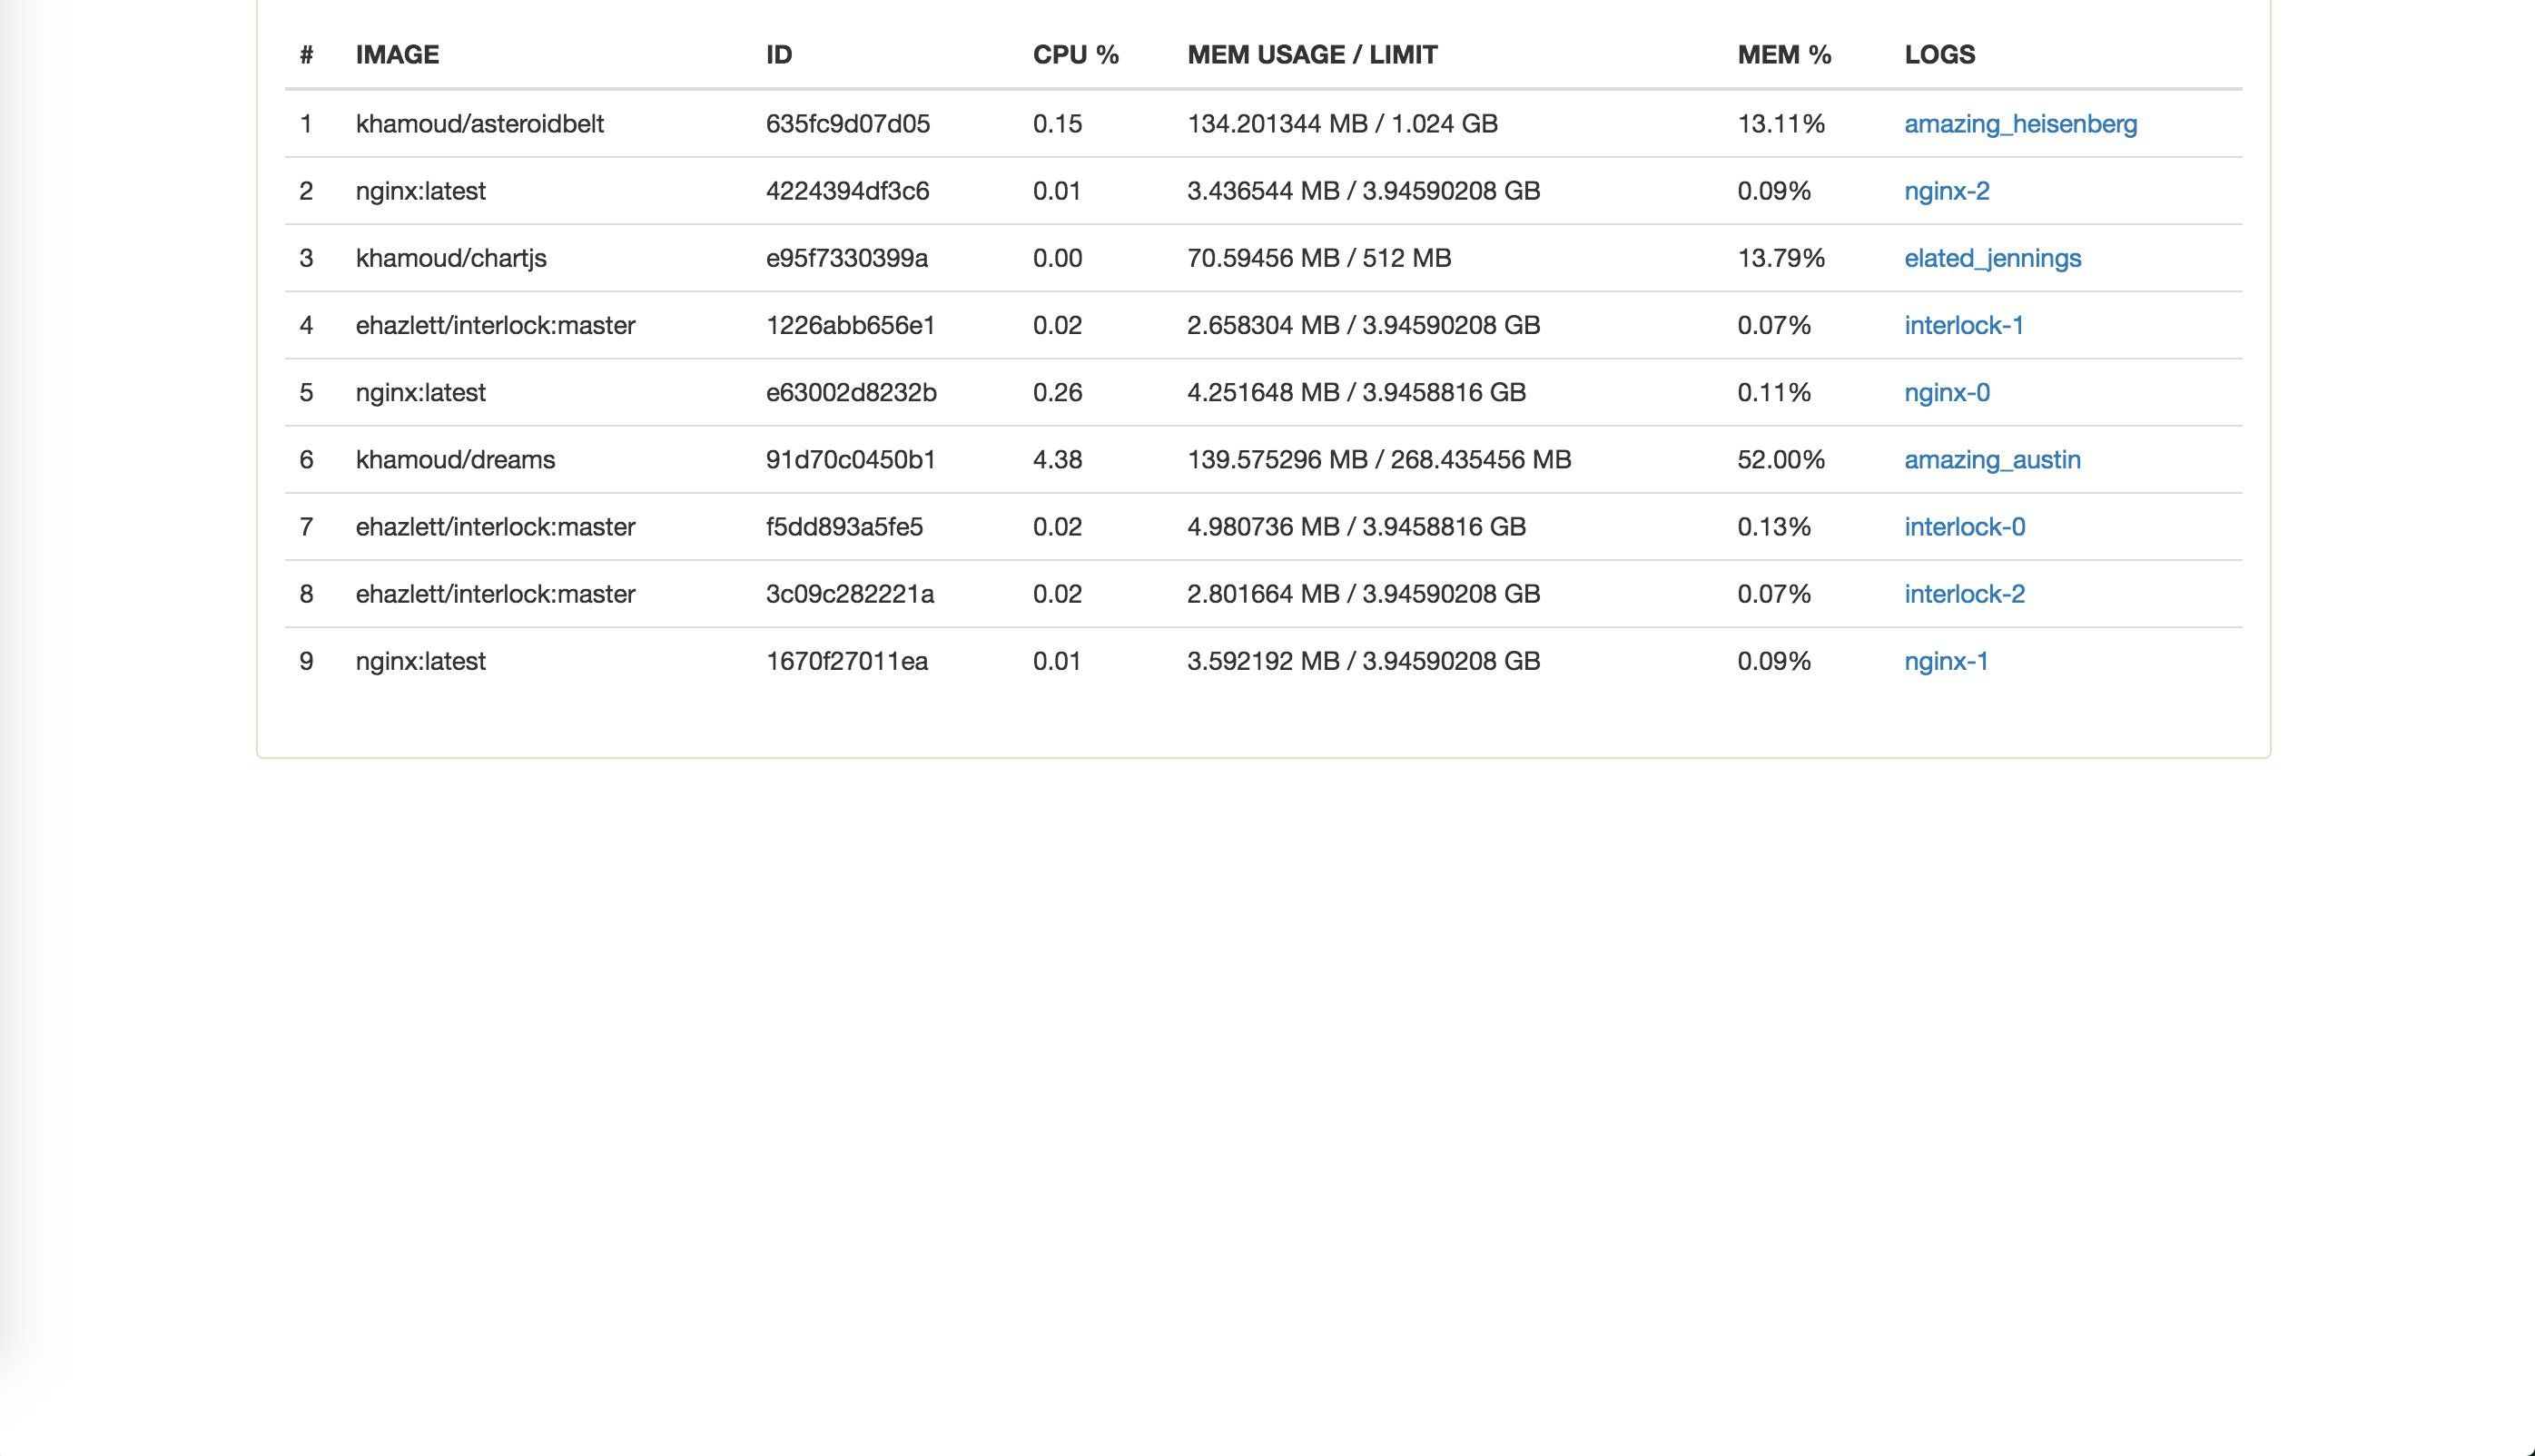 # IMAGE ID CPU % MEM USAGE / LIMIT MEM % LOGS
1 khamoud/asteroidbelt 635fc9d07d05 0.15 134.201344 MB / 1.024 GB 13.11% amazing_heisenberg
2 nginx:latest 4224394df3c6 0.01 3.436544 MB / 3.94590208 GB 0.09% nginx-2
3 khamoud/chartjs e95f7330399a 0.00 70.59456 MB / 512 MB 13.79% elated_jennings
4 ehazlett/interlock:master 1226abb656e1 0.02 2.658304 MB / 3.94590208 GB 0.07% interlock-1
5 nginx:latest e63002d8232b 0.26 4.251648 MB / 3.9458816 GB 0.11% nginx-0
6 khamoud/dreams 91d70c0450b1 4.38 139.575296 MB / 268.435456 MB 52.00% amazing_austin
7 ehazlett/interlock:master f5dd893a5fe5 0.02 4.980736 MB / 3.9458816 GB 0.13% interlock-0
8 ehazlett/interlock:master 3c09c282221a 0.02 2.801664 MB / 3.94590208 GB 0.07% interlock-2
9 nginx:latest 1670f27011ea 0.01 3.592192 MB / 3.94590208 GB 0.09% nginx-1